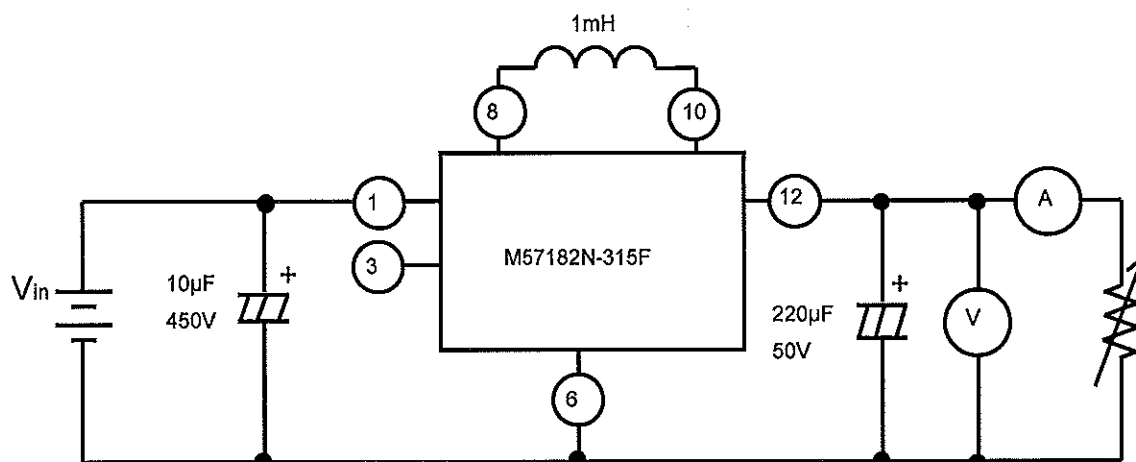 1mH
8
10
1
12
A
3
M57182N-315F
Vin
10μF
450V
+
220μF
50V
+
V
6